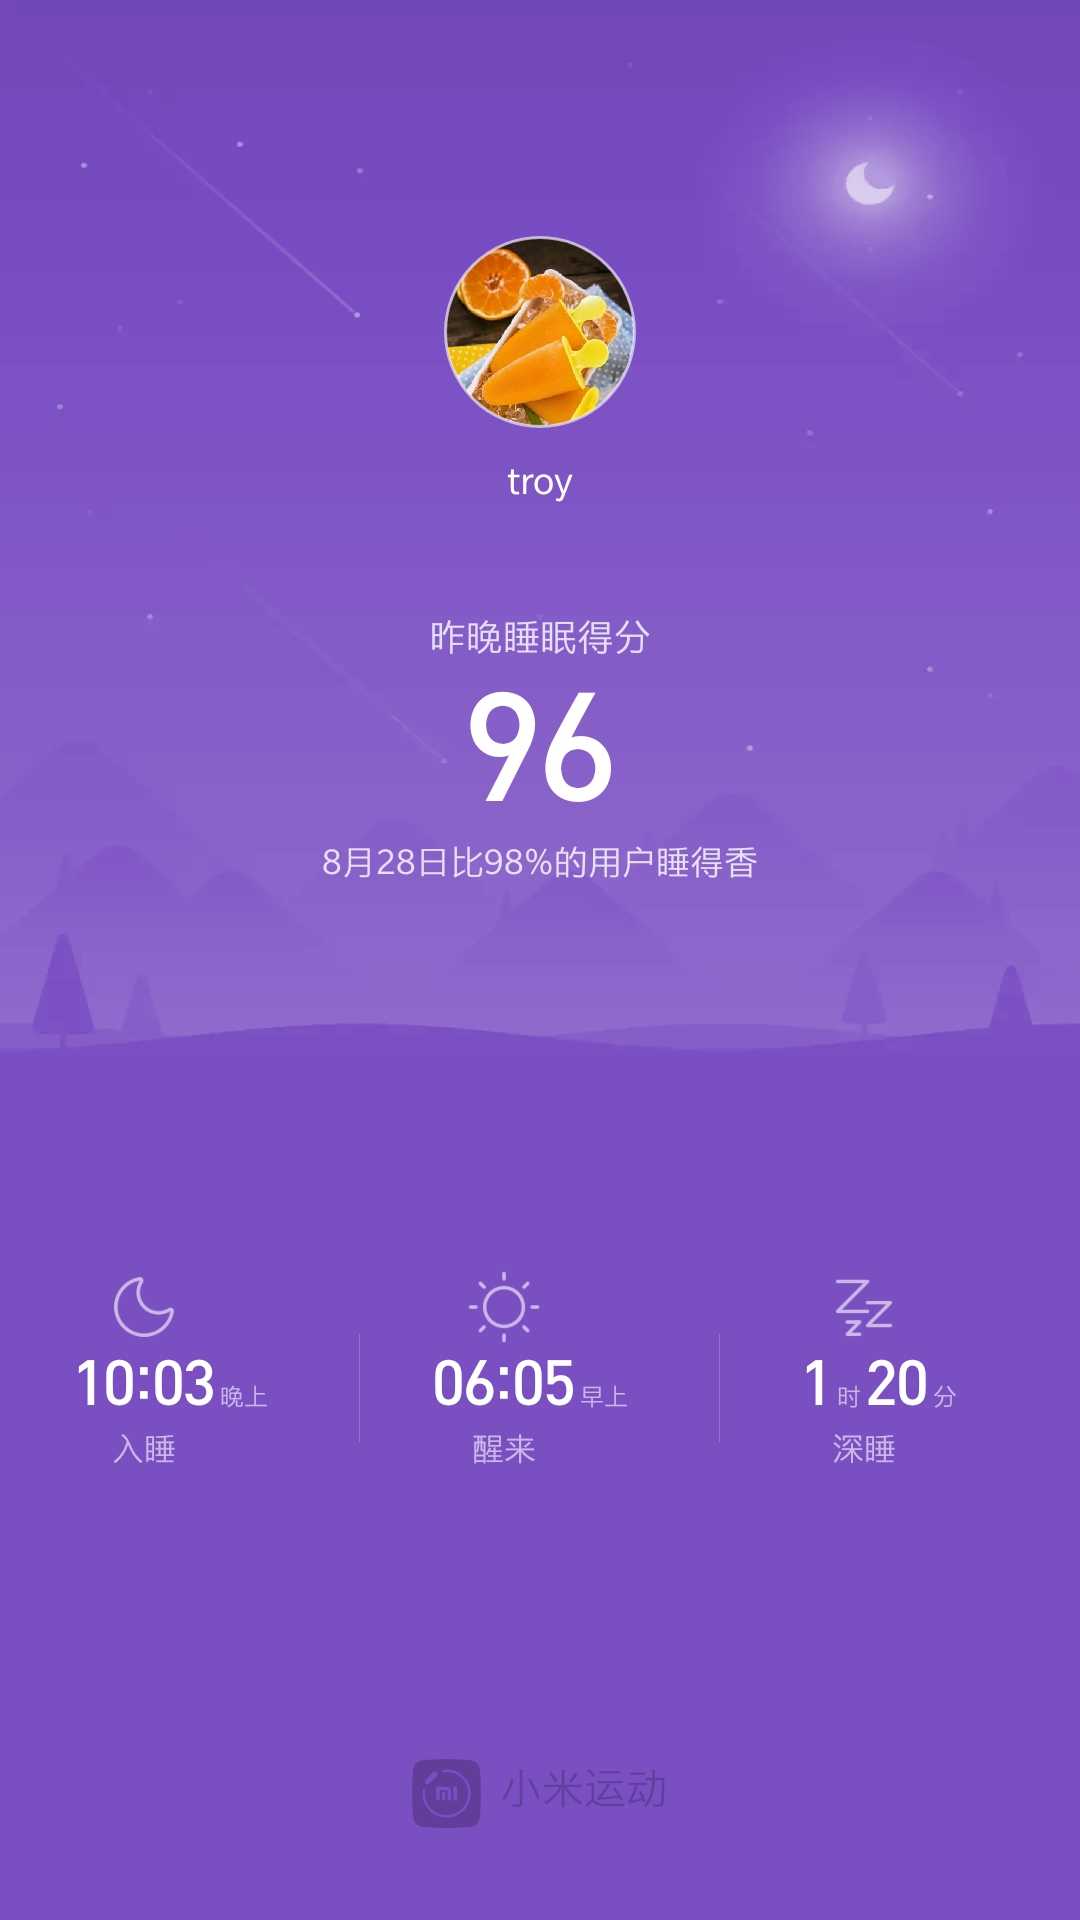 troy
昨晚睡眠得分
96
8月28日比98%的用户睡得香
10:03 晚上
入睡
06:05 早上
醒来
1 时 20 分
深睡
小米运动